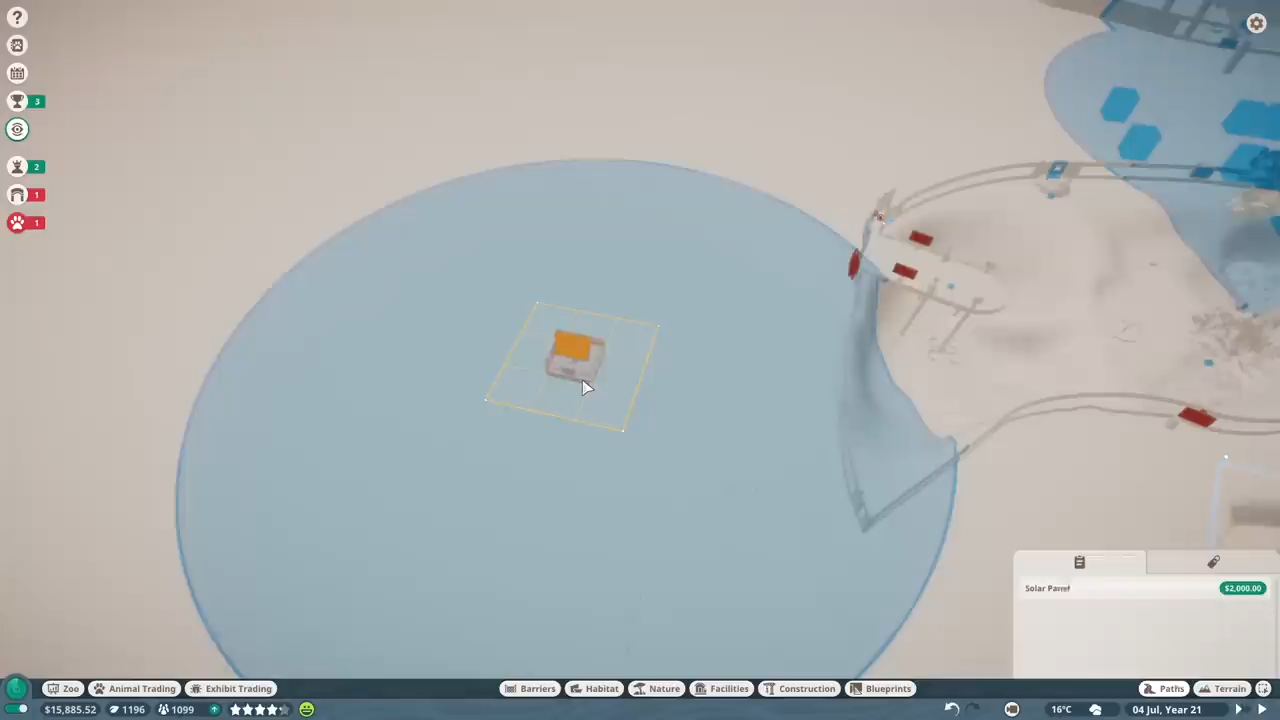 ?
3
2
1
1
Solar Panel $2,000.00
Zoo Animal Trading Exhibit Trading Barriers Habitat Nature Facilities Construction Blueprints Paths Terrain
$15,885.52 1196 1099 16°C 04 Jul, Year 21